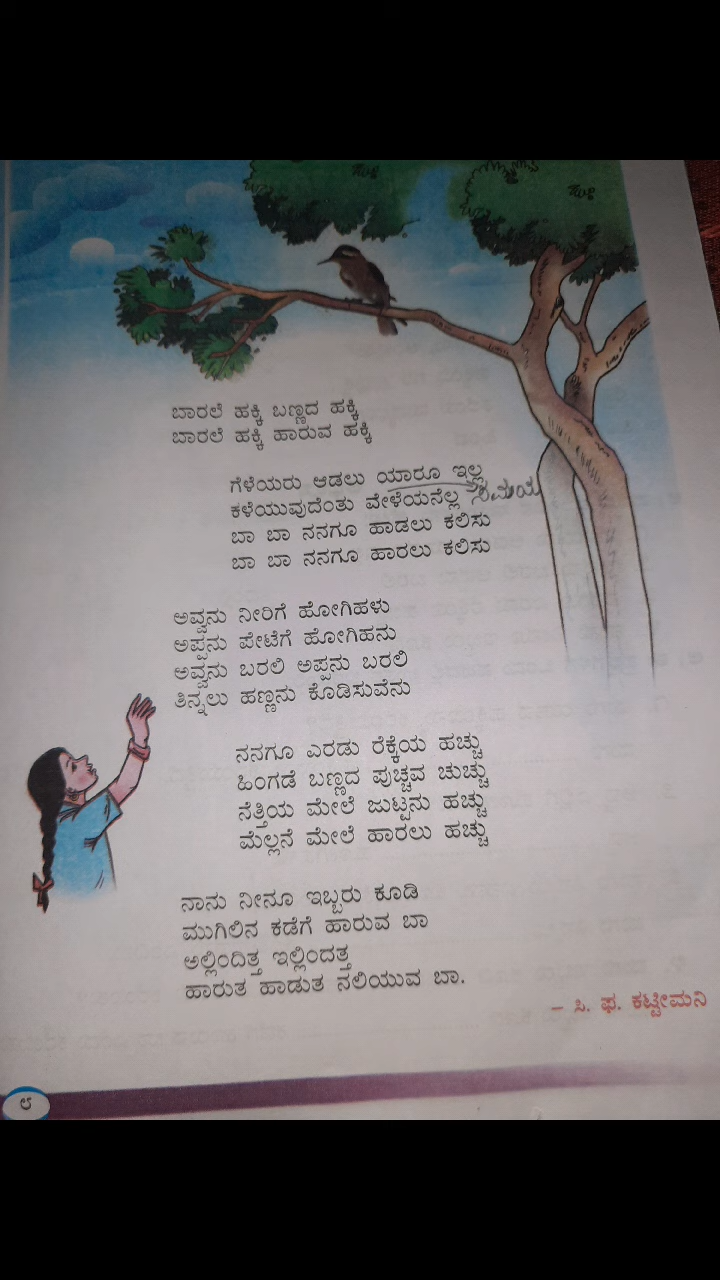 ಬಾರಲೆ ಹಕ್ಕಿ ಬಣ್ಣದ ಹಕ್ಕಿ
ಬಾರಲೆ ಹಕ್ಕಿ ಹಾರುವ ಹಕ್ಕಿ
ಗೆಳೆಯರು ಆಡಲು ಯಾರೂ ಇಲ್ಲ
ಕಳೆಯುವುದೆಂತು ವೇಳೆಯನೆಲ್ಲ ಸಮಯ
ಬಾ ಬಾ ನನಗೂ ಹಾಡಲು ಕಲಿಸು
ಬಾ ಬಾ ನನಗೂ ಹಾರಲು ಕಲಿಸು
ಅವ್ವನು ನೀರಿಗೆ ಹೋಗಿಹಳು
ಅಪ್ಪನು ಪೇಟೆಗೆ ಹೋಗಿಹನು
ಅವ್ವನು ಬರಲಿ ಅಪ್ಪನು ಬರಲಿ
ತಿನ್ನಲು ಹಣ್ಣನು ಕೊಡಿಸುವೆನು
ನನಗೂ ಎರಡು ರೆಕ್ಕೆಯ ಹಚ್ಚು
ಹಿಂಗಡೆ ಬಣ್ಣದ ಪುಚ್ಚವ ಚುಚ್ಚು
ನೆತ್ತಿಯ ಮೇಲೆ ಜುಟ್ಟನು ಹಚ್ಚು
ಮೆಲ್ಲನೆ ಮೇಲೆ ಹಾರಲು ಹಚ್ಚು
ನಾನು ನೀನೂ ಇಬ್ಬರು ಕೂಡಿ
ಮುಗಿಲಿನ ಕಡೆಗೆ ಹಾರುವ ಬಾ
ಅಲ್ಲಿಂದಿತ್ತ ಇಲ್ಲಿಂದತ್ತ
ಹಾರುತ ಹಾಡುತ ನಲಿಯುವ ಬಾ.
– ಸಿ. ಫ. ಕಟ್ಟೀಮನಿ
೮